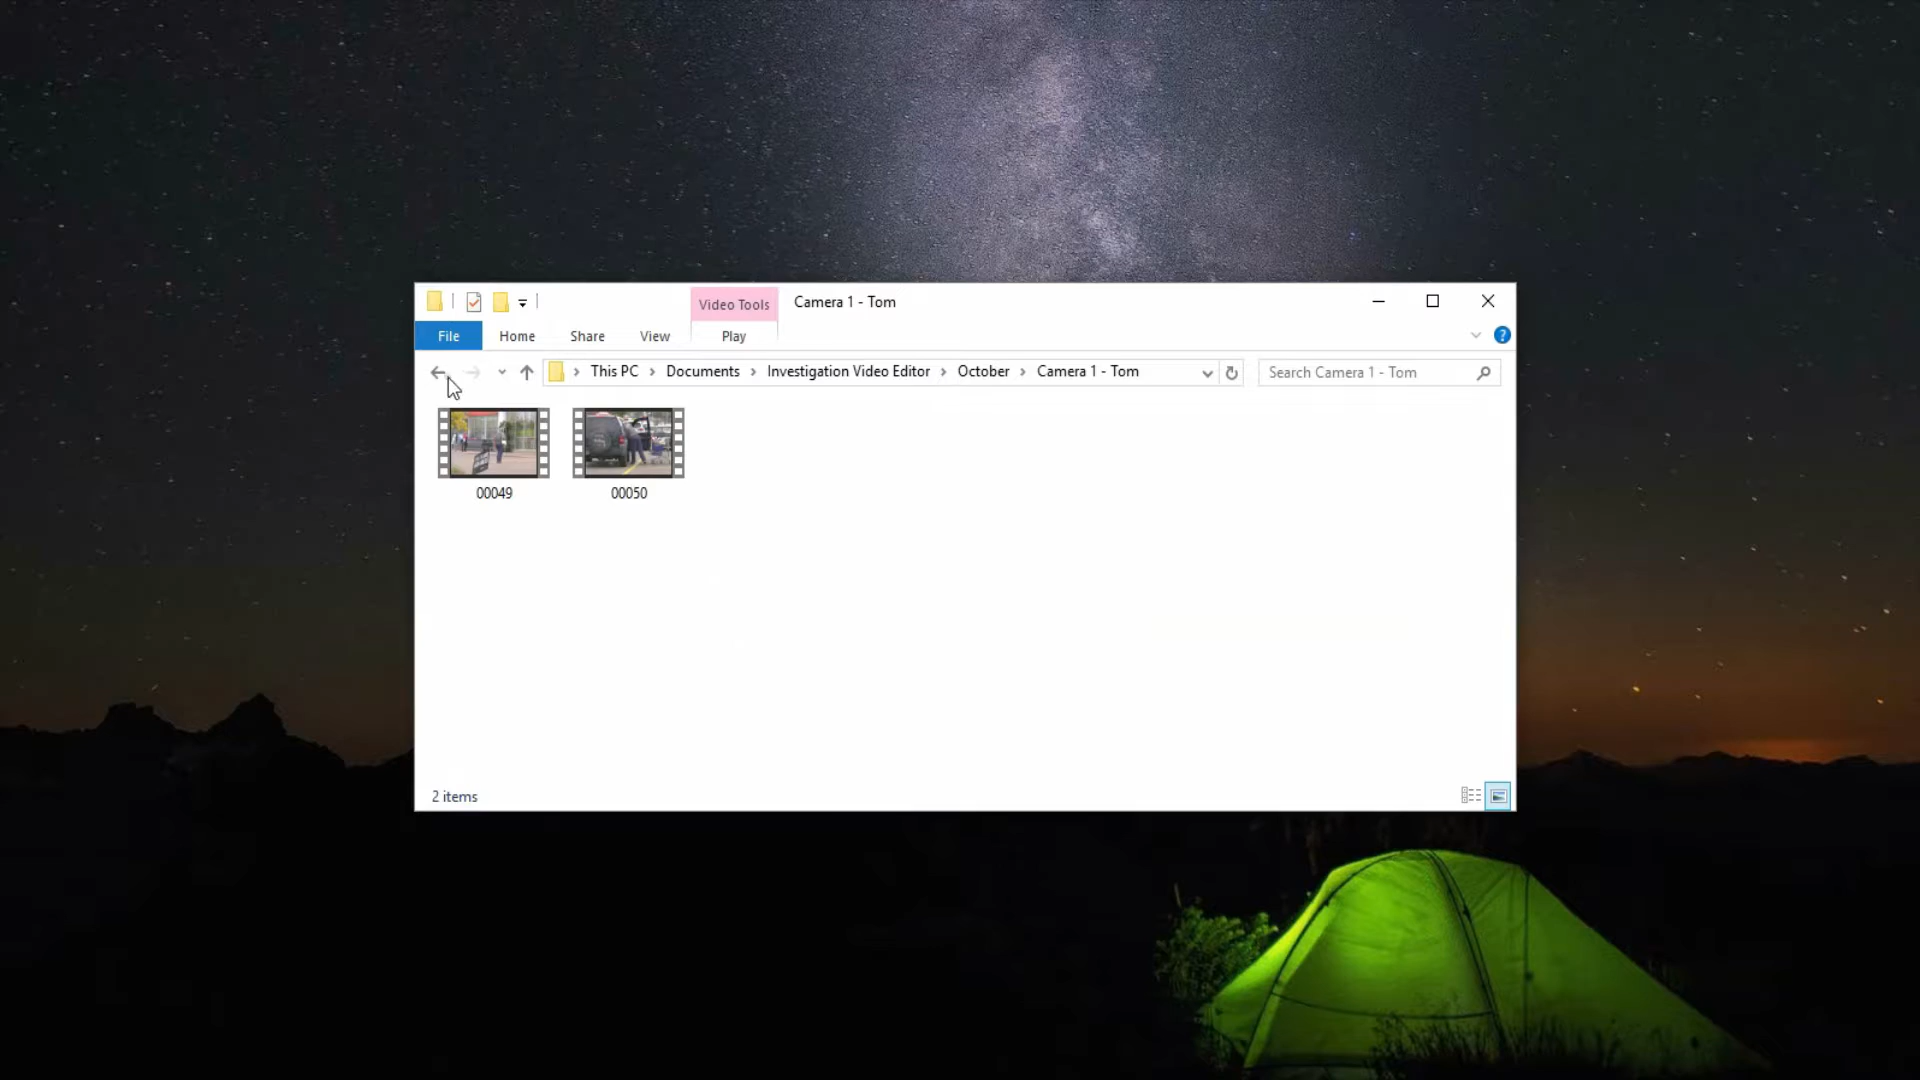 Video Tools
Camera 1 - Tom
File Home Share View Play
This PC > Documents > Investigation Video Editor > October > Camera 1 - Tom
Search Camera 1 - Tom
00049
00050
2 items